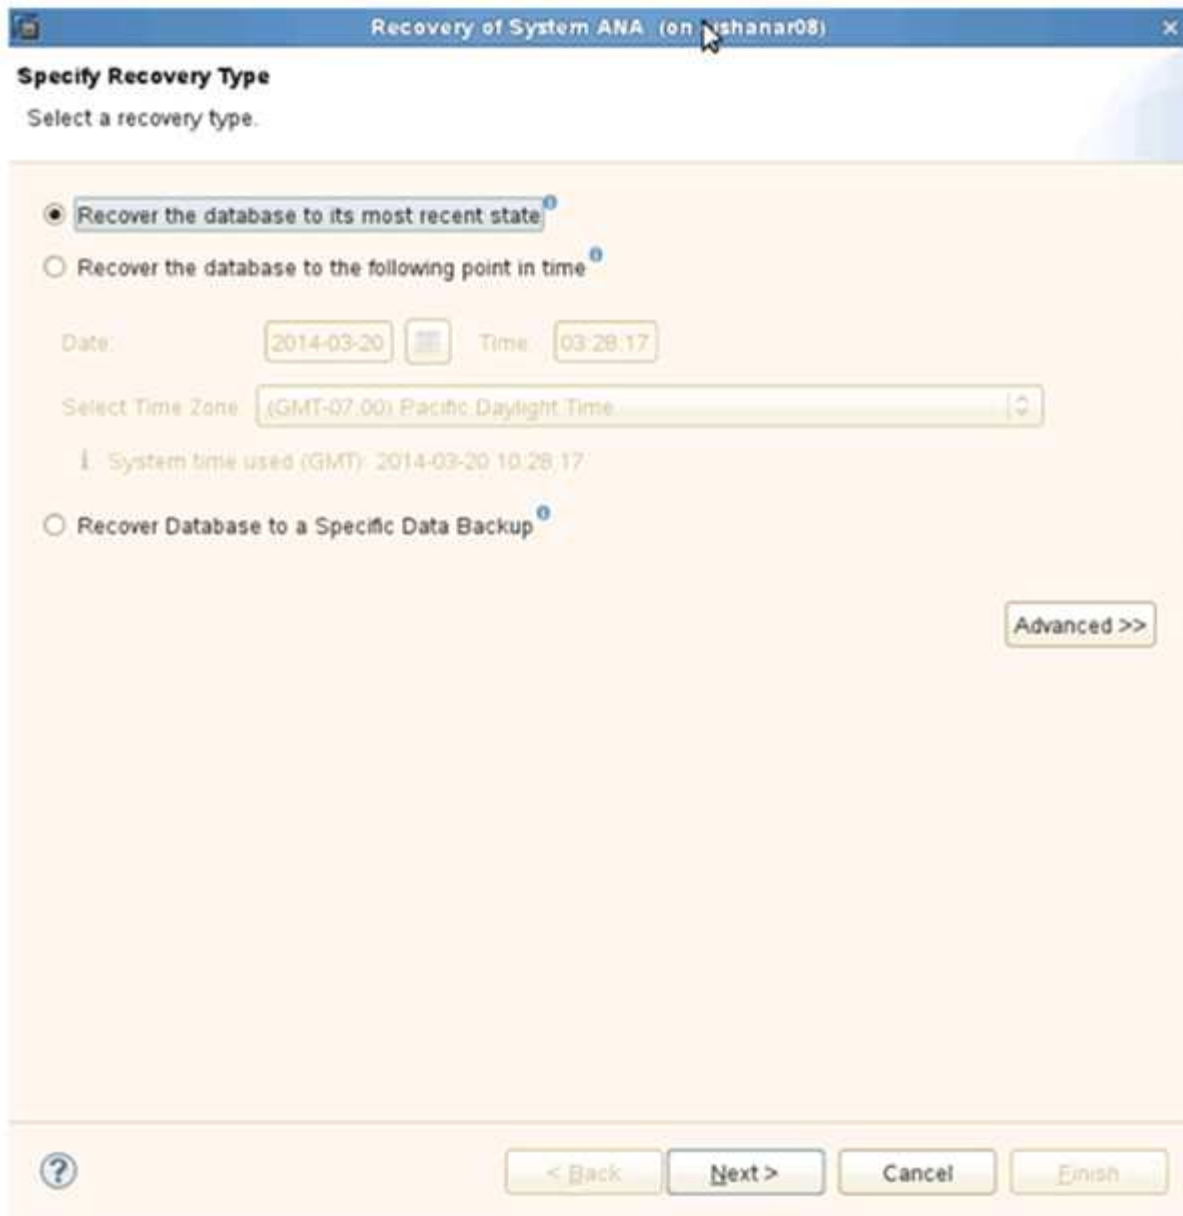 Recovery of System ANA (on shanar08)
Specify Recovery Type
Select a recovery type.
Recover the database to its most recent state
Recover the database to the following point in time
Date: 2014-03-20 Time: 03:28:17
Select Time Zone: (GMT-07:00) Pacific Daylight Time
System time used (GMT): 2014-03-20 10:28:17
Recover Database to a Specific Data Backup
Advanced >>
< Back Next > Cancel Finish